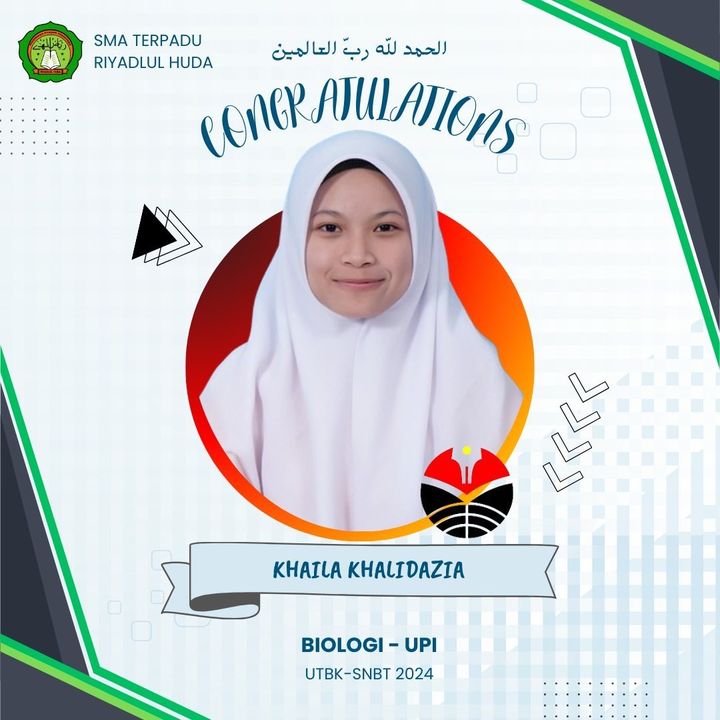 SMA TERPADU
RIYADLUL HUDA
الحمد لله ربّ العالمين
CONGRATULATIONS
KHAILA KHALIDAZIA
BIOLOGI - UPI
UTBK-SNBT 2024